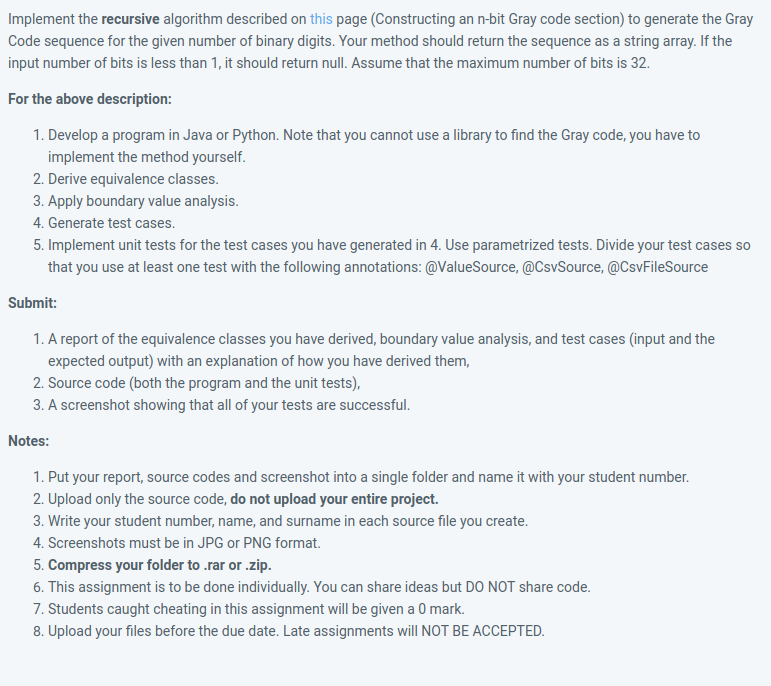 Implement the recursive algorithm described on this page (Constructing an n-bit Gray code section) to generate the Gray
Code sequence for the given number of binary digits. Your method should return the sequence as a string array. If the
input number of bits is less than 1, it should return null. Assume that the maximum number of bits is 32.
For the above description:
1. Develop a program in Java or Python. Note that you cannot use a library to find the Gray code, you have to
implement the method yourself.
2. Derive equivalence classes.
3. Apply boundary value analysis.
4. Generate test cases.
5. Implement unit tests for the test cases you have generated in 4. Use parametrized tests. Divide your test cases so
that you use at least one test with the following annotations: @ValueSource, @CsvSource, @CsvFileSource
Submit:
1. A report of the equivalence classes you have derived, boundary value analysis, and test cases (input and the
expected output) with an explanation of how you have derived them,
2. Source code (both the program and the unit tests),
3. A screenshot showing that all of your tests are successful.
Notes:
1. Put your report, source codes and screenshot into a single folder and name it with your student number.
2. Upload only the source code, do not upload your entire project.
3. Write your student number, name, and surname in each source file you create.
4. Screenshots must be in JPG or PNG format.
5. Compress your folder to .rar or .zip.
6. This assignment is to be done individually. You can share ideas but DO NOT share code.
7. Students caught cheating in this assignment will be given a 0 mark.
8. Upload your files before the due date. Late assignments will NOT BE ACCEPTED.